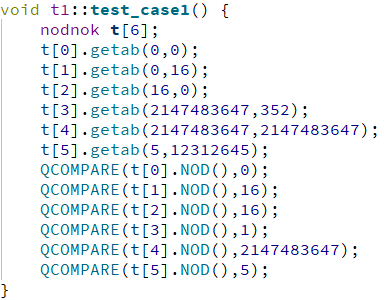 void t1::test_case1() {
    nodnok t[6];
    t[0].getab(0,0);
    t[1].getab(0,16);
    t[2].getab(16,0);
    t[3].getab(2147483647,352);
    t[4].getab(2147483647,2147483647);
    t[5].getab(5,12312645);
    QCOMPARE(t[0].NOD(),0);
    QCOMPARE(t[1].NOD(),16);
    QCOMPARE(t[2].NOD(),16);
    QCOMPARE(t[3].NOD(),1);
    QCOMPARE(t[4].NOD(),2147483647);
    QCOMPARE(t[5].NOD(),5);
}